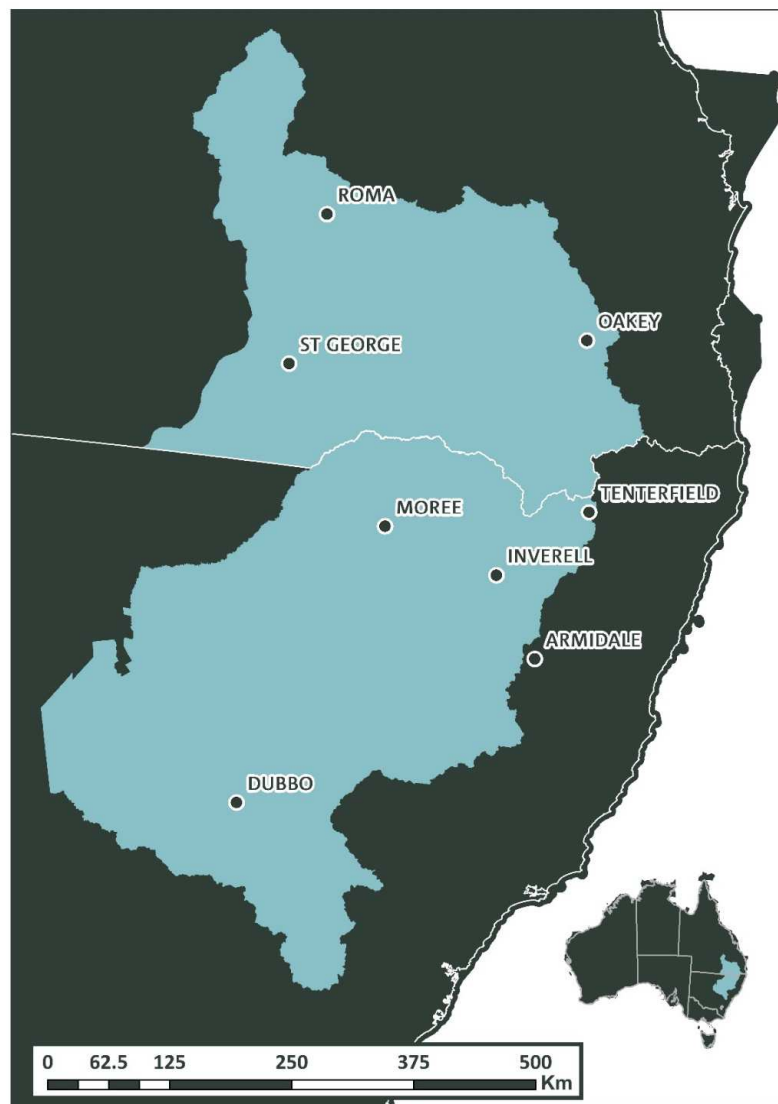 ROMA
OAKEY
ST GEORGE
TENTERFIELD
MOREE
INVERELL
ARMIDALE
DUBBO
0 62.5 125 250 375 500
Km